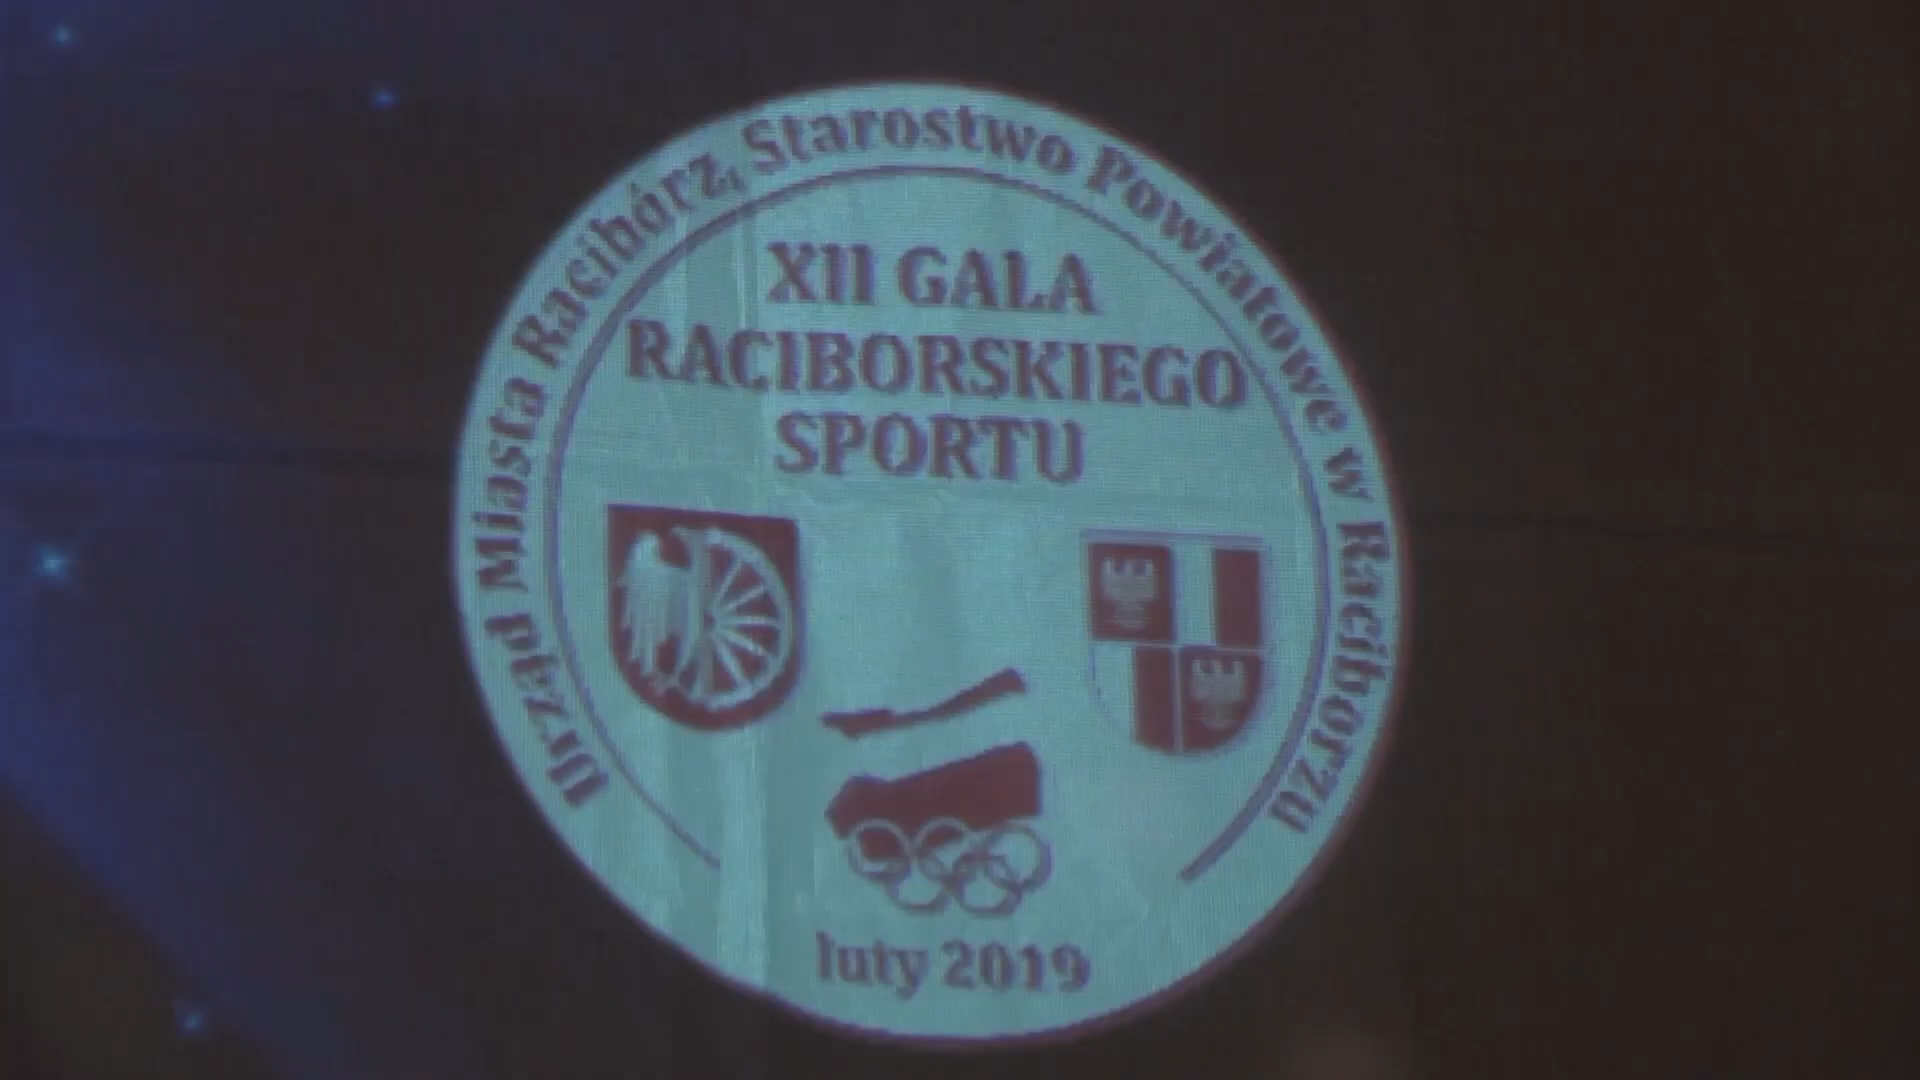 Urząd Miasta Racibórz, Starostwo Powiatowe w Raciborzu
XII GALA
RACIBORSKIEGO
SPORTU
luty 2019